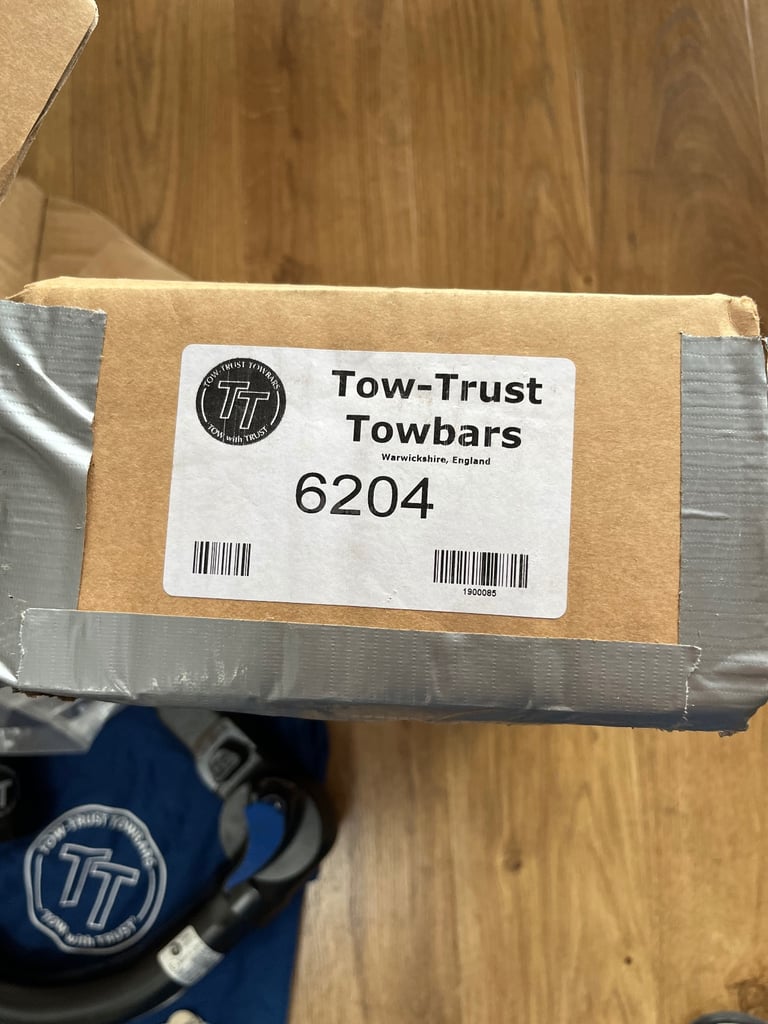 TOW-TRUST TOWBARS
TT
TOW with TRUST
Tow-Trust
Towbars
Warwickshire, England
6204
1900085
TOW-TRUST TOWBARS
TT
TOW with TRUST